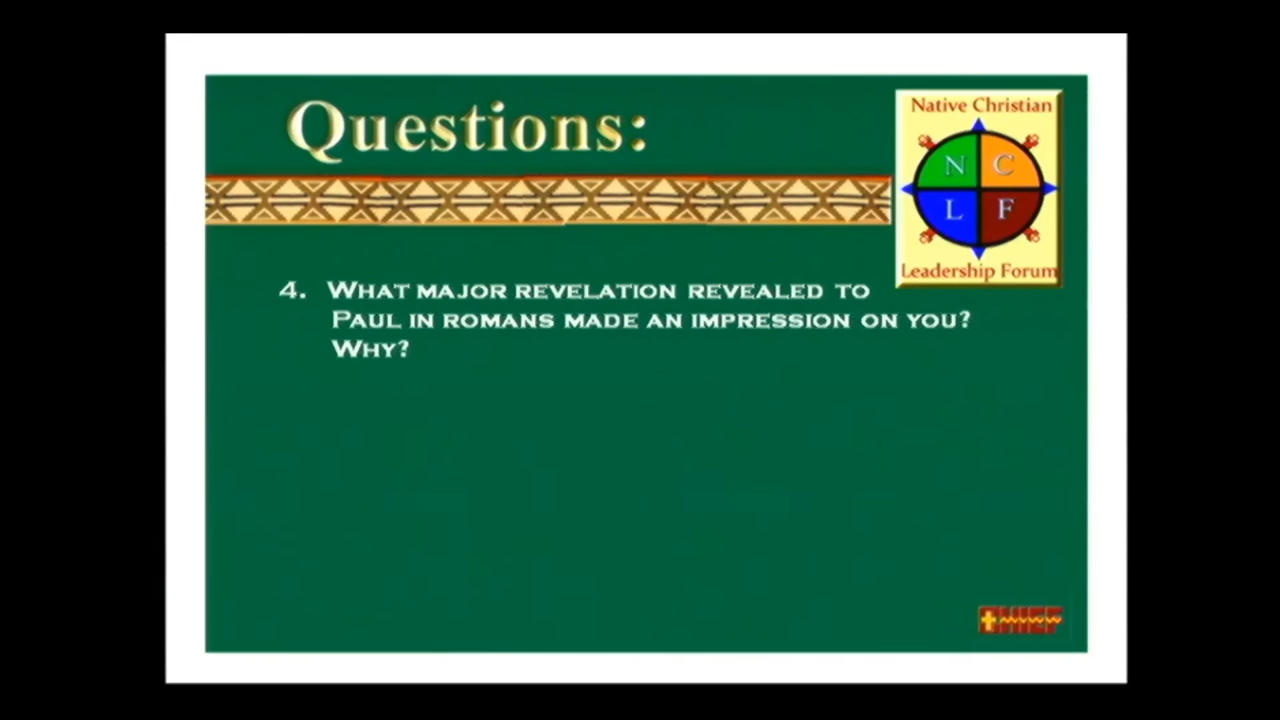 Questions:
Native Christian
N C
L F
Leadership Forum
4. What major revelation revealed to
Paul in Romans made an impression on you?
Why?
CHIEF